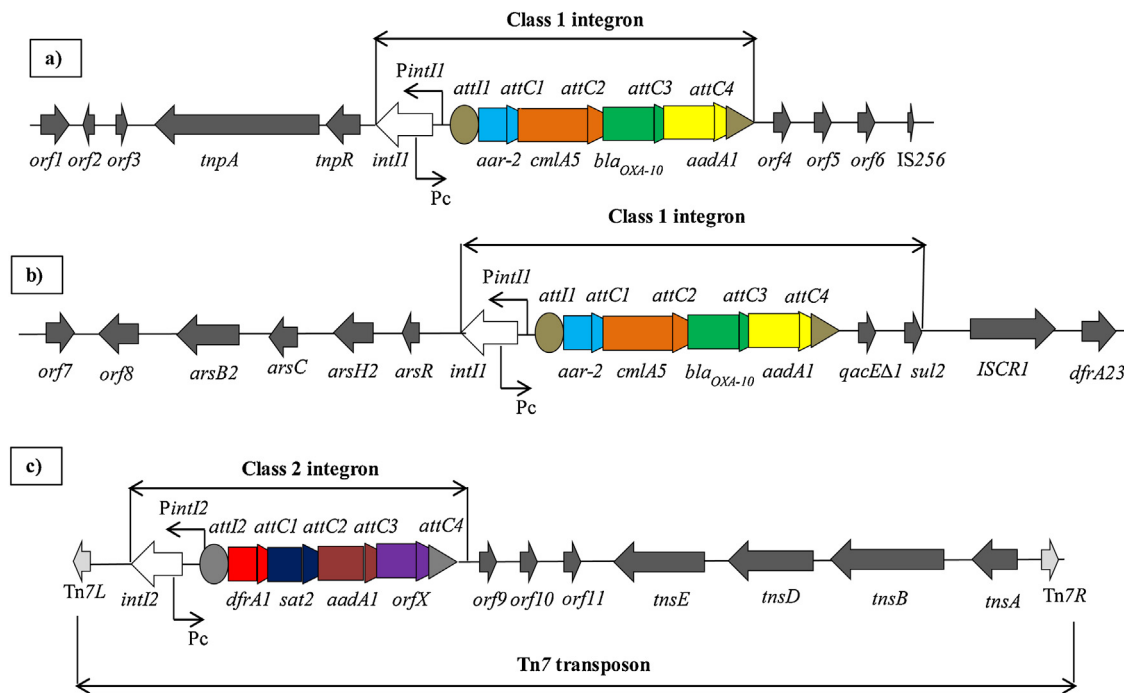 Class 1 integron
a)
PintI1
attI1 attC1 attC2 attC3 attC4
orf1 orf2 orf3 tnpA tnpR intI1 aar-2 cmlA5 blaOXA-10 aadA1 orf4 orf5 orf6 IS256
Pc
Class 1 integron
b)
PintI1
attI1 attC1 attC2 attC3 attC4
orf7 orf8 arsB2 arsC arsH2 arsR intI1 aar-2 cmlA5 blaOXA-10 aadA1 qacEΔ1 sul2 ISCR1 dfrA23
Pc
c)
Class 2 integron
PintI2
attI2 attC1 attC2 attC3 attC4
Tn7L intI2 dfrA1 sat2 aadA1 orfX orf9 orf10 orf11 tnsE tnsD tnsB tnsA Tn7R
Pc
Tn7 transposon